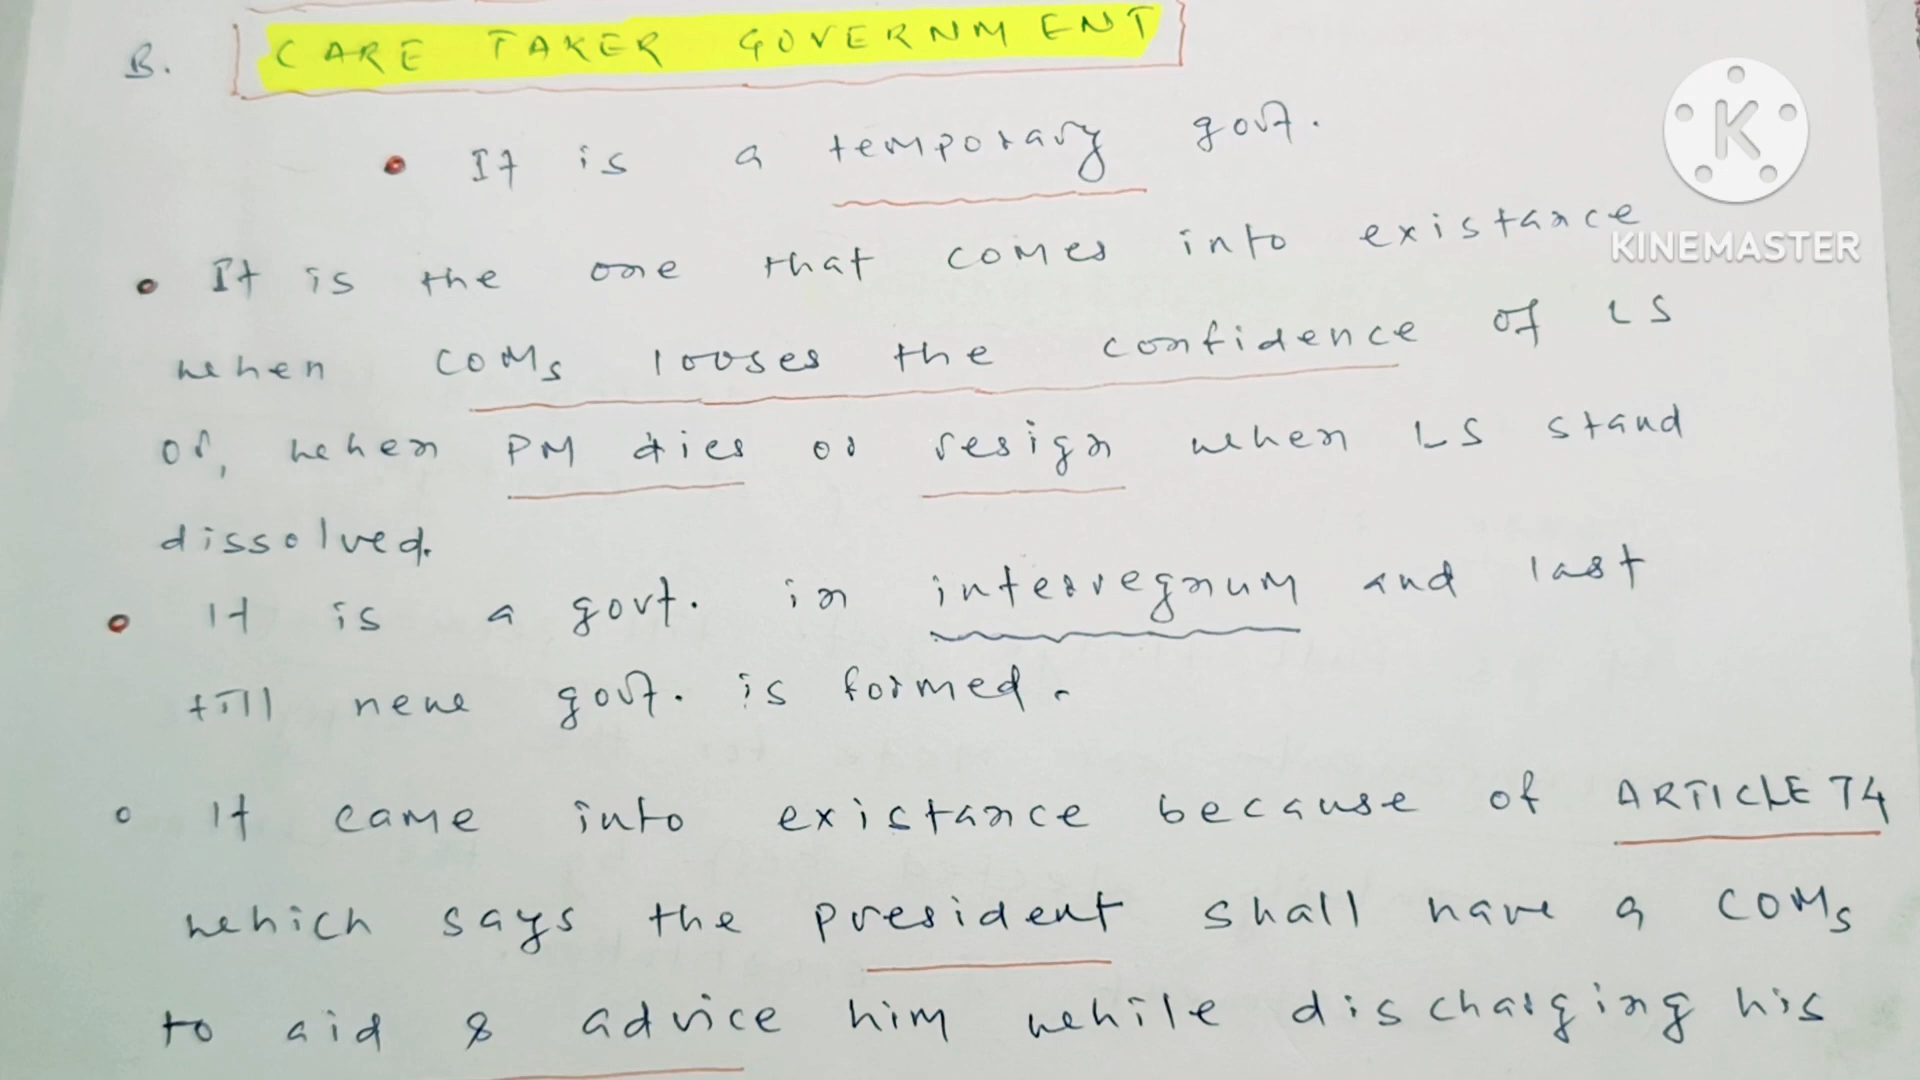 B. CARE TAKER GOVERNMENT
• It is a temporary govt.
• It is the one that comes into existance
when COMs looses the confidence of LS
or, when PM dies or resign when LS stand
dissolved.
• It is a govt. in interregnum and last
till new govt. is formed.
• It came into existance because of ARTICLE 74
which says the president shall have a COMs
to aid & advice him while discharging his
K
KINEMASTER